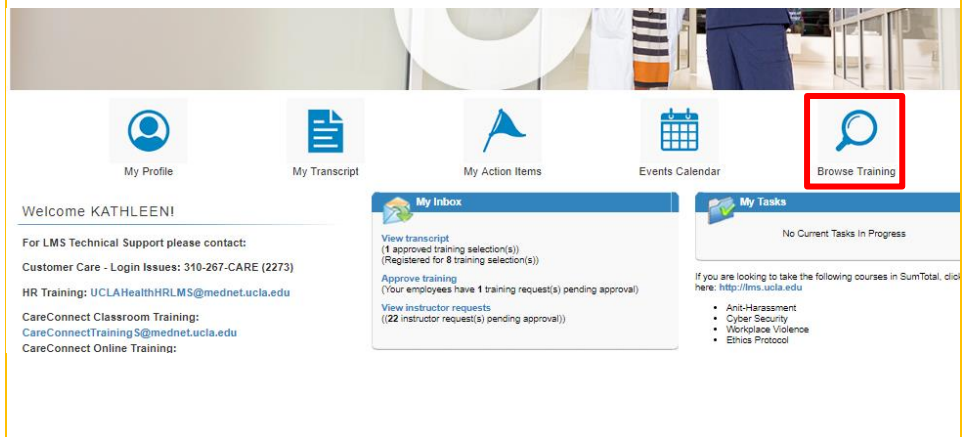 My Profile
My Transcript
My Action Items
Events Calendar
Browse Training
Welcome KATHLEEN!
For LMS Technical Support please contact:
Customer Care - Login Issues: 310-267-CARE (2273)
HR Training: UCLAHealthHRLMS@mednet.ucla.edu
CareConnect Classroom Training:
CareConnectTrainingS@mednet.ucla.edu
CareConnect Online Training:
My Inbox
View transcript
(1 approved training selection(s))
(Registered for 8 training selection(s))
Approve training
(Your employees have 1 training request(s) pending approval)
View instructor requests
((22 instructor request(s) pending approval))
My Tasks
No Current Tasks In Progress
If you are looking to take the following courses in SumTotal, click
here: http://lms.ucla.edu
Anit-Harassment
Cyber Security
Workplace Violence
Ethics Protocol